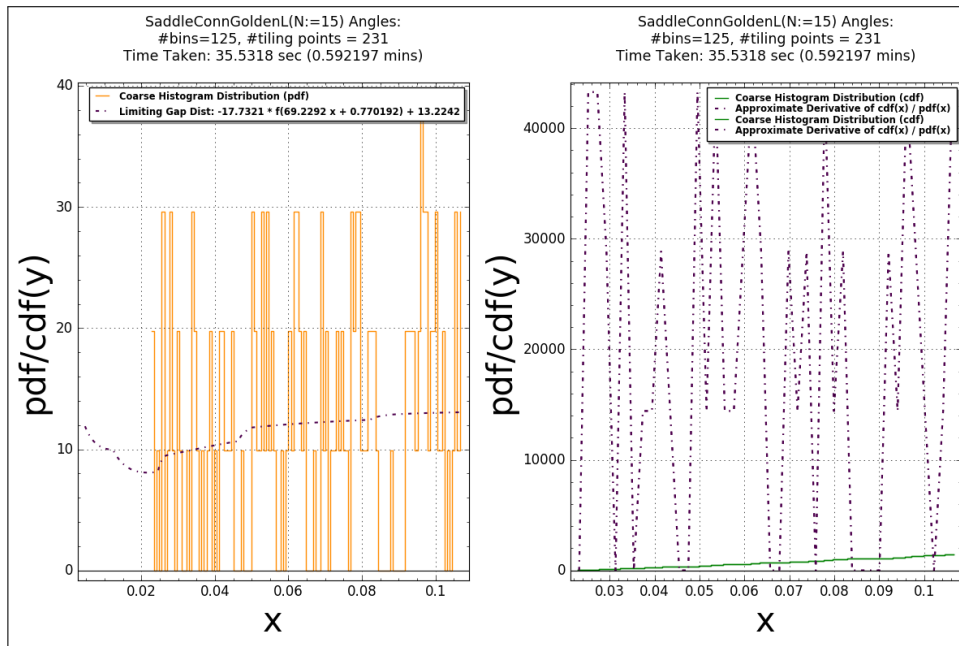 SaddleConnGoldenL(N:=15) Angles:
#bins=125, #tiling points = 231
Time Taken: 35.5318 sec (0.592197 mins)
Coarse Histogram Distribution (pdf)
Limiting Gap Dist: -17.7321 * f(69.2292 x + 0.770192) + 13.2242
40
30
20
10
0
pdf/cdf(y)
0.02
0.04
0.06
0.08
0.1
x
SaddleConnGoldenL(N:=15) Angles:
#bins=125, #tiling points = 231
Time Taken: 35.5318 sec (0.592197 mins)
Coarse Histogram Distribution (cdf)
Approximate Derivative of cdf(x) / pdf(x)
Coarse Histogram Distribution (cdf)
Approximate Derivative of cdf(x) / pdf(x)
40000
30000
20000
10000
0
pdf/cdf(y)
0.03
0.04
0.05
0.06
0.07
0.08
0.09
0.1
x